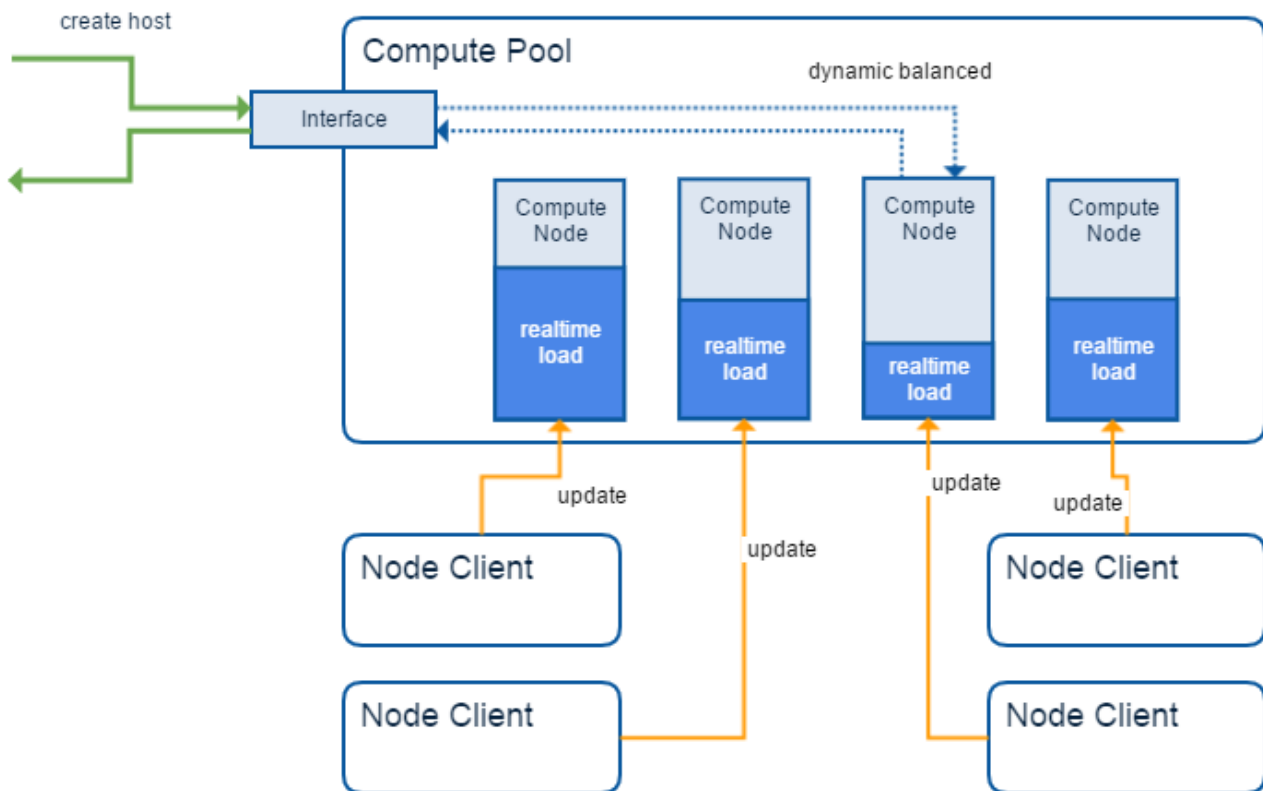 create host
Compute Pool
dynamic balanced
Interface
Compute
Node
Compute
Node
Compute
Node
Compute
Node
realtime
load
realtime
load
realtime
load
realtime
load
update
update
update
update
Node Client
Node Client
Node Client
Node Client